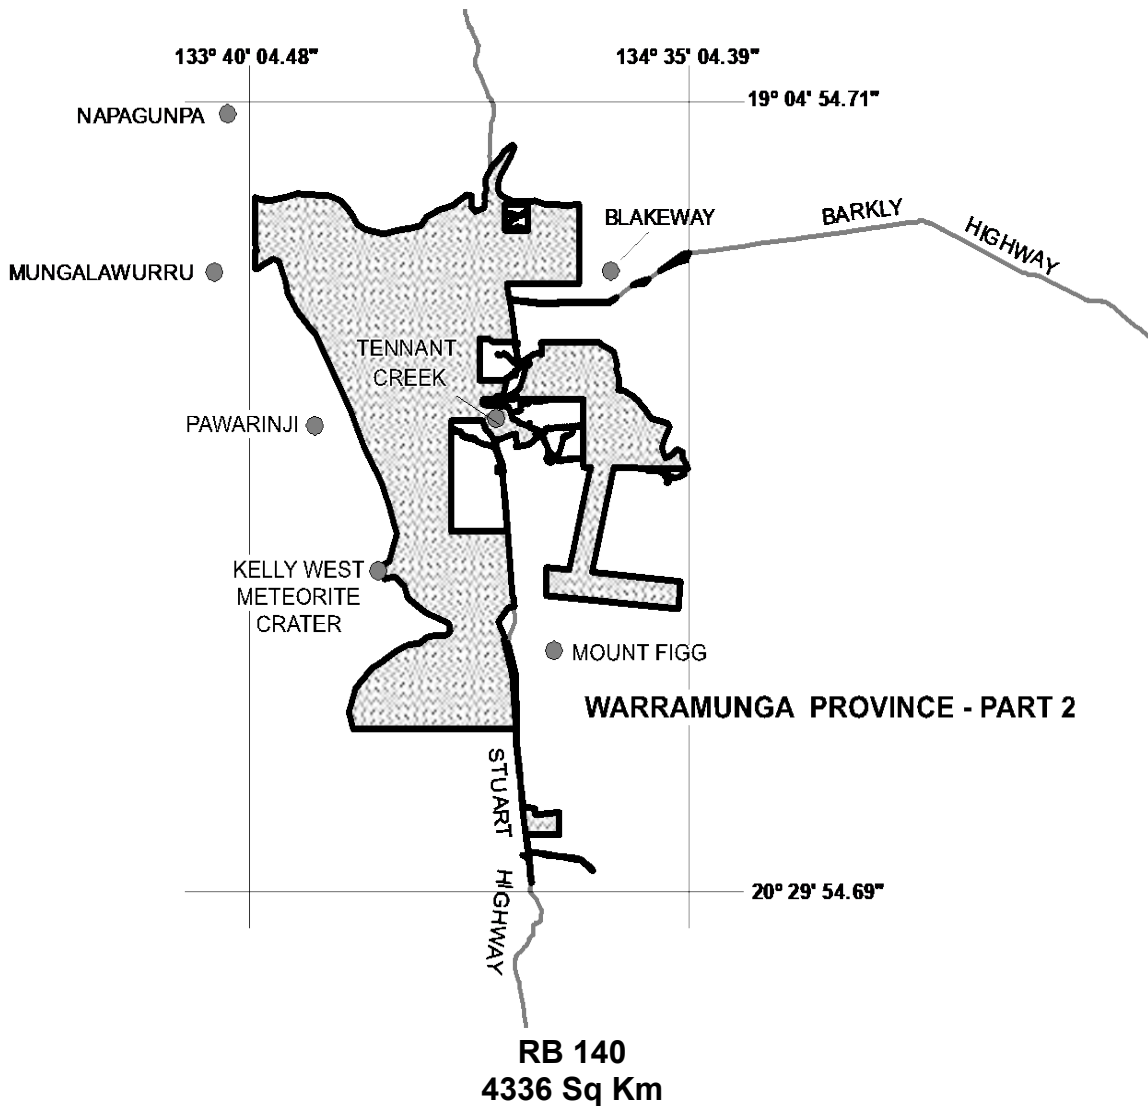 133° 40' 04.48"
134° 35' 04.39"
19° 04' 54.71"
NAPAGUNPA
BLAKEWAY
BARKLY
HIGHWAY
MUNGALAWURRU
TENNANT
CREEK
PAWARINJI
KELLY WEST
METEORITE
CRATER
MOUNT FIGG
WARRAMUNGA PROVINCE - PART 2
STUART
HIGHWAY
20° 29' 54.69"
RB 140
4336 Sq Km